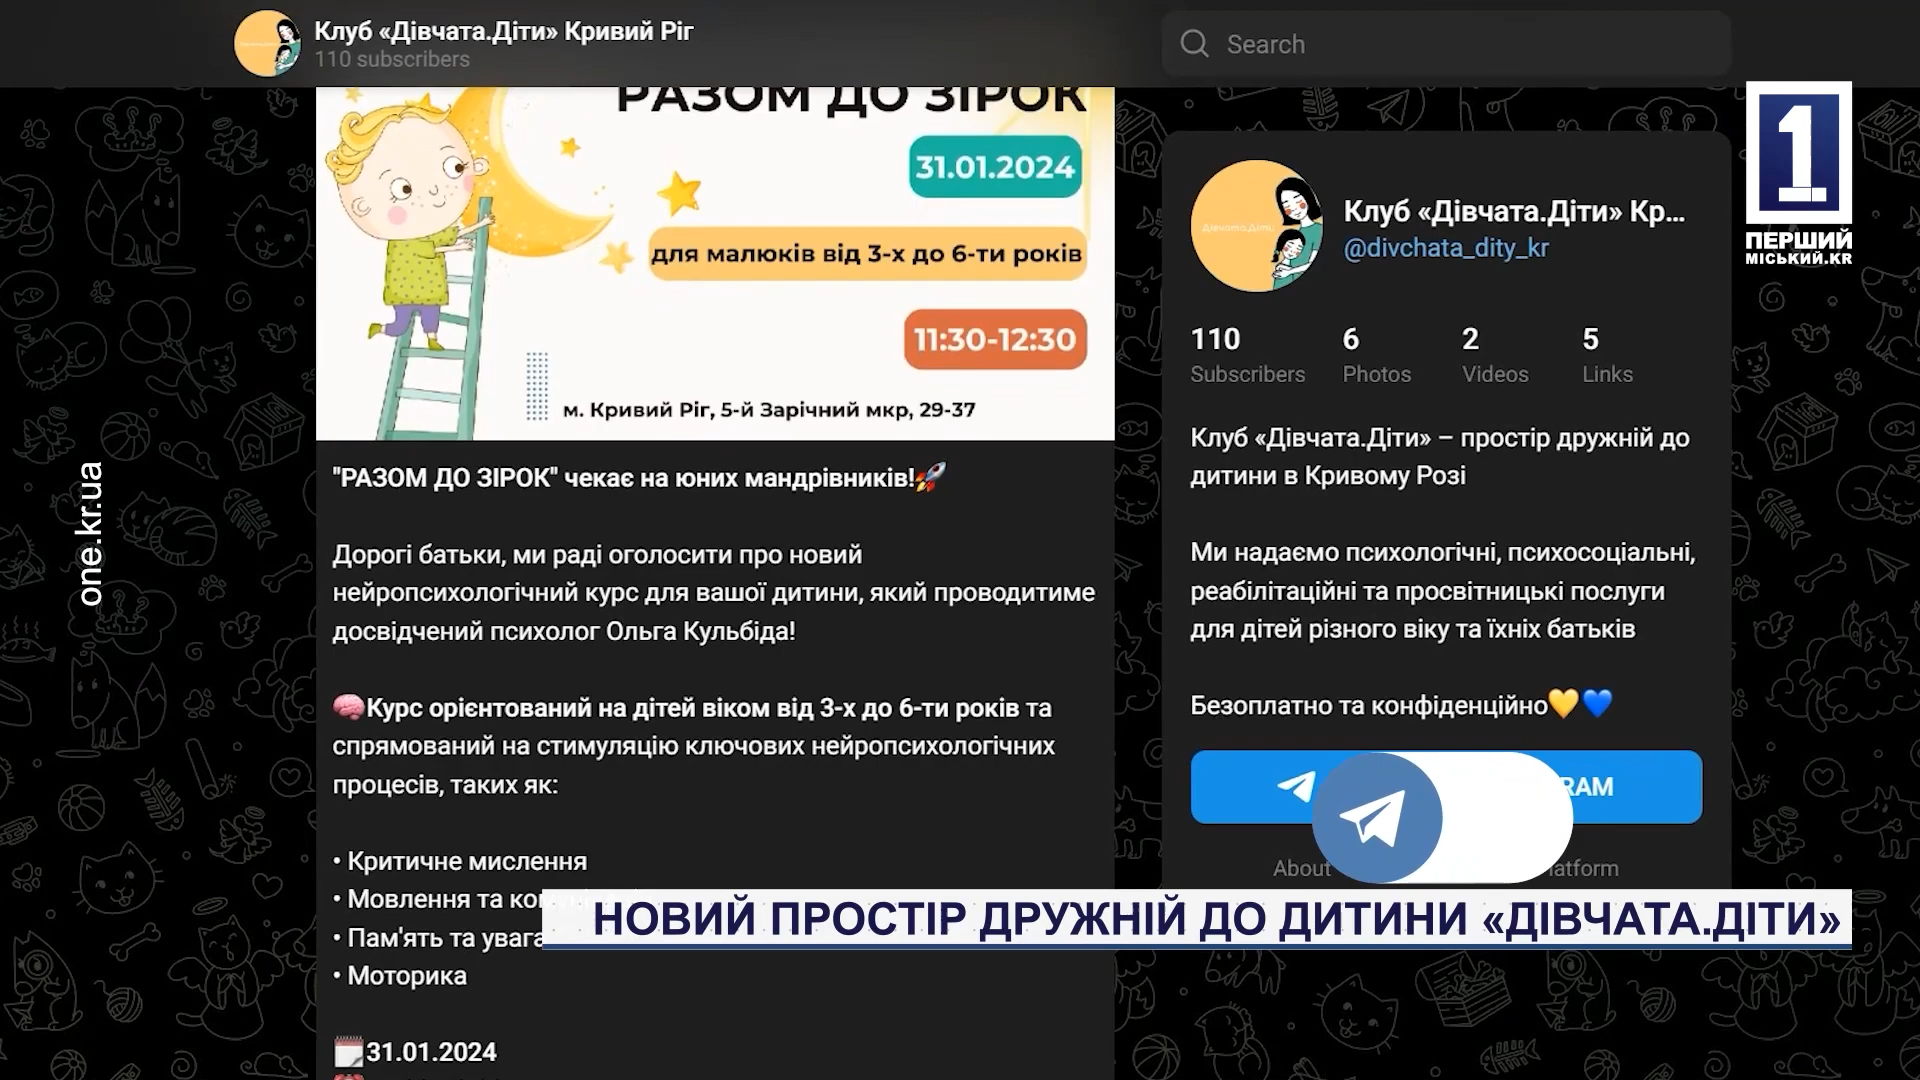 Клуб «Дівчата.Діти» Кривий Ріг
110 subscribers
Search
РАЗОМ ДО ЗІРОК
31.01.2024
для малюків від 3-х до 6-ти років
11:30-12:30
м. Кривий Ріг, 5-й Зарічний мкр, 29-37
"РАЗОМ ДО ЗІРОК" чекає на юних мандрівників!🚀
Дорогі батьки, ми раді оголосити про новий
нейропсихологічний курс для вашої дитини, який проводитиме
досвідчений психолог Ольга Кульбіда!
🧠Курс орієнтований на дітей віком від 3-х до 6-ти років та
спрямований на стимуляцію ключових нейропсихологічних
процесів, таких як:
• Критичне мислення
• Мовлення та
• Пам'ять та увага
• Моторика
31.01.2024
Дівчата.Діти
Клуб «Дівчата.Діти» Кр...
@divchata_dity_kr
110
Subscribers
6
Photos
2
Videos
5
Links
Клуб «Дівчата.Діти» – простір дружній до
дитини в Кривому Розі
Ми надаємо психологічні, психосоціальні,
реабілітаційні та просвітницькі послуги
для дітей різного віку та їхніх батьків
Безоплатно та конфіденційно💛💙
RAM
About
latform
1
ПЕРШИЙ
МІСЬКИЙ.KR
one.kr.ua
НОВИЙ ПРОСТІР ДРУЖНІЙ ДО ДИТИНИ «ДІВЧАТА.ДІТИ»